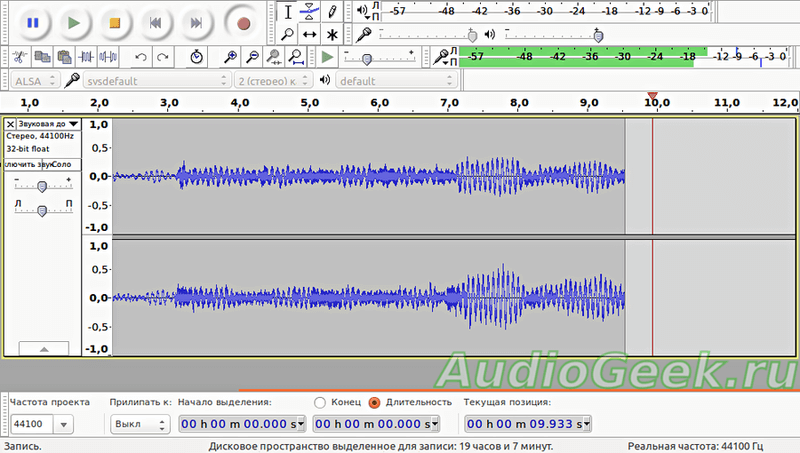 -57 -48 -42 -36 -30 -24 -18 -12 -9 -6 -3 0
Л
П
-57 -48 -42 -36 -30 -24 -18 -12 -9 -6 -3 0
ALSA svsdefault 2 (стерео) к default
1,0 2,0 3,0 4,0 5,0 6,0 7,0 8,0 9,0 10,0 11,0 12,0
Звуковая до
Стерео, 44100Hz
32-bit float
ключить звук Соло
- +
Л П
1,0
0,5
0,0
-0,5
-1,0
1,0
0,5
0,0
-0,5
-1,0
AudioGeek.ru
Частота проекта Прилипать к: Начало выделения: Конец Длительность Текущая позиция:
44100 Выкл 00 h 00 m 00.000 s 00 h 00 m 00.000 s 00 h 00 m 09.933 s
Запись. Дисковое пространство выделенное для записи: 19 часов и 7 минут. Реальная частота: 44100 Гц